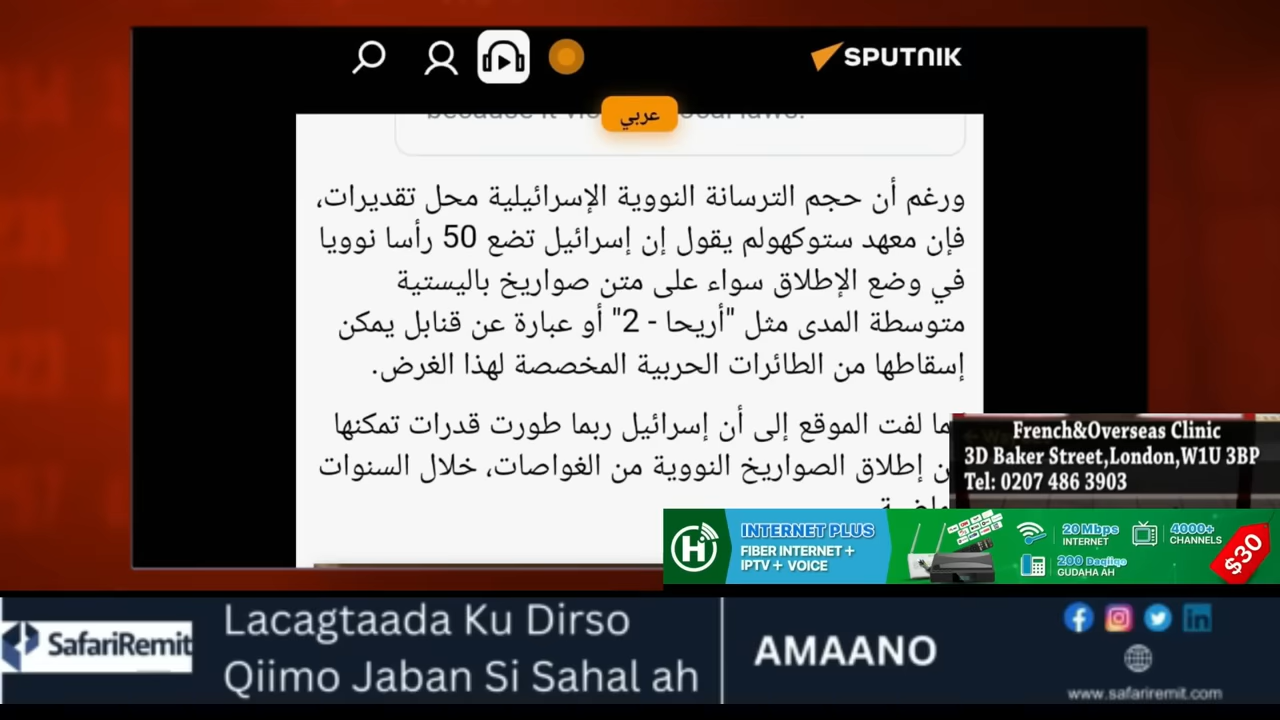 SPUTNIK
عربي
ورغم أن حجم الترسانة النووية الإسرائيلية محل تقديرات،
فإن معهد ستوكهولم يقول إن إسرائيل تضع 50 رأسا نوويا
في وضع الإطلاق سواء على متن صواريخ باليستية
متوسطة المدى مثل "أريحا - 2" أو عبارة عن قنابل يمكن
إسقاطها من الطائرات الحربية المخصصة لهذا الغرض.
لفت الموقع إلى أن إسرائيل ربما طورت قدرات تمكنها
إطلاق الصواريخ النووية من الغواصات، خلال السنوات
French&Overseas Clinic
3D Baker Street,London,W1U 3BP
Tel: 0207 486 3903
H
INTERNET PLUS
FIBER INTERNET +
IPTV + VOICE
20 Mbps
INTERNET
4000+
CHANNELS
200 Daqiiqo
GUDAHA AH
$30
SafariRemit
Lacagtaada Ku Dirso
Qiimo Jaban Si Sahal ah
AMAANO
www.safariremit.com